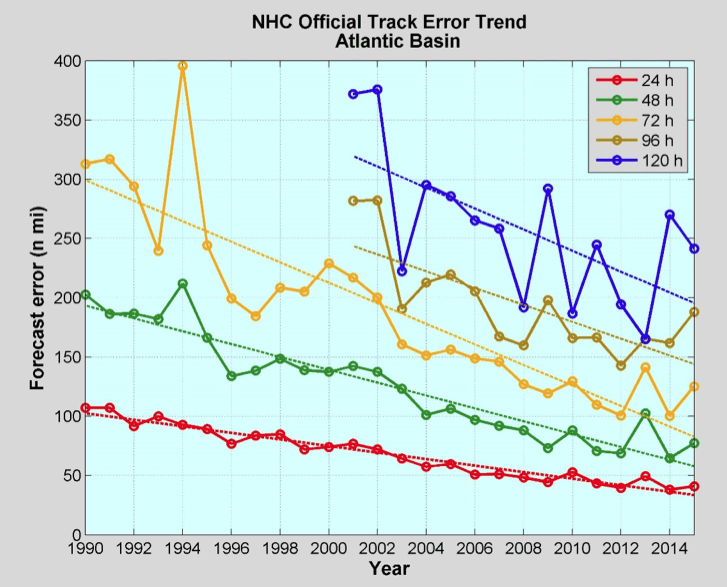 NHC Official Track Error Trend
Atlantic Basin
400
350
300
250
200
150
100
50
0
Forecast error (n mi)
24 h
48 h
72 h
96 h
120 h
1990 1992 1994 1996 1998 2000 2002 2004 2006 2008 2010 2012 2014
Year